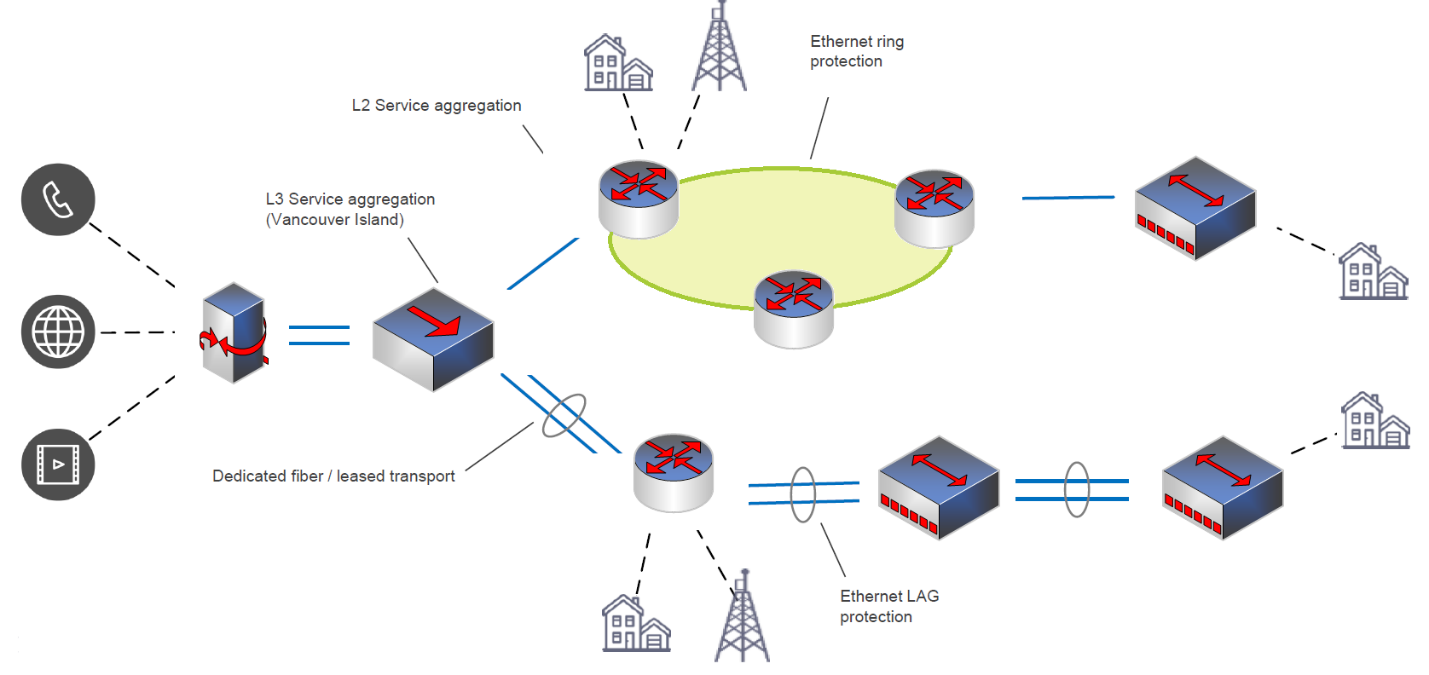 Ethernet ring
protection
L2 Service aggregation
L3 Service aggregation
(Vancouver Island)
Dedicated fiber / leased transport
Ethernet LAG
protection